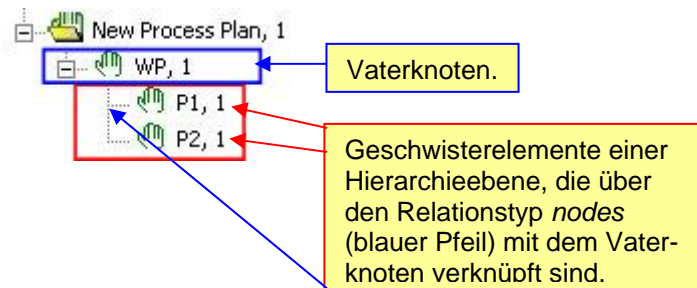 New Process Plan, 1
WP, 1
Vaterknoten.
P1, 1
P2, 1
Geschwisterelemente einer
Hierarchieebene, die über
den Relationstyp nodes
(blauer Pfeil) mit dem Vater-
knoten verknüpft sind.